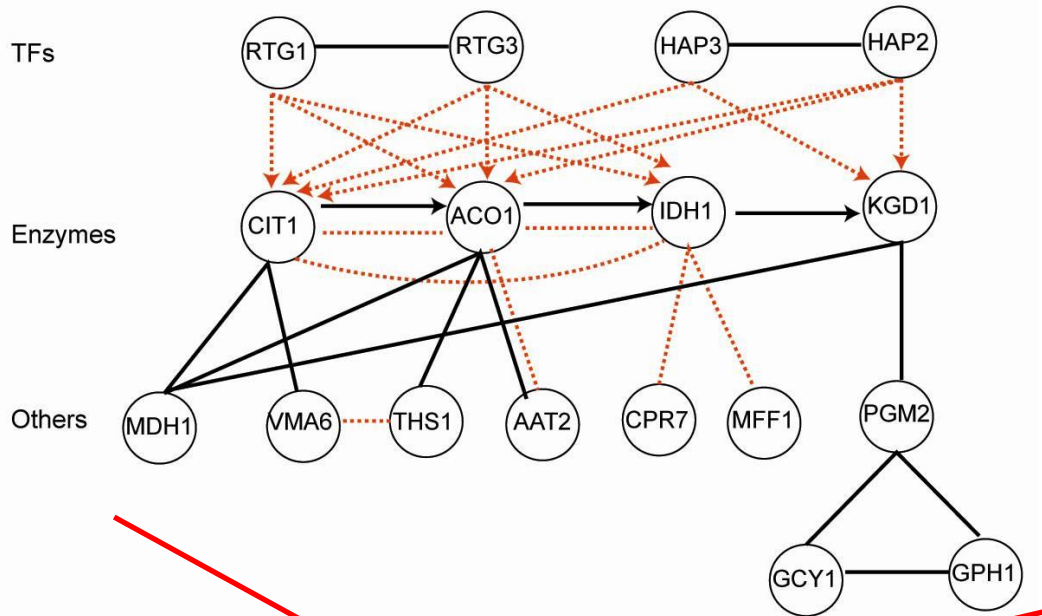 TFs RTG1 RTG3 HAP3 HAP2
Enzymes CIT1 ACO1 IDH1 KGD1
Others MDH1 VMA6 THS1 AAT2 CPR7 MFF1 PGM2
GCY1 GPH1